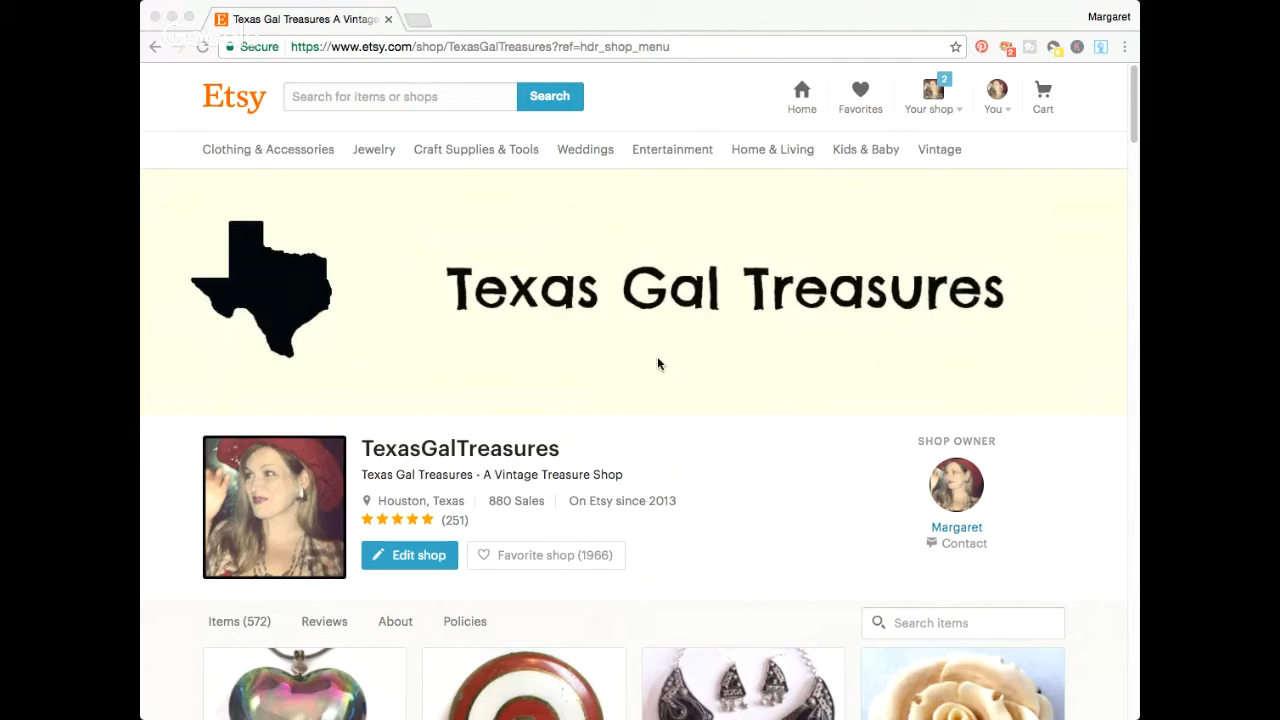 Texas Gal Treasures A Vintage
Margaret
Secure https://www.etsy.com/shop/TexasGalTreasures?ref=hdr_shop_menu
2
Etsy
Search for items or shops
Search
2
Home
Favorites
Your shop
You
Cart
Clothing & Accessories
Jewelry
Craft Supplies & Tools
Weddings
Entertainment
Home & Living
Kids & Baby
Vintage
Texas Gal Treasures
TexasGalTreasures
Texas Gal Treasures - A Vintage Treasure Shop
Houston, Texas
880 Sales
On Etsy since 2013
(251)
Edit shop
Favorite shop (1966)
SHOP OWNER
Margaret
Contact
Items (572)
Reviews
About
Policies
Search items